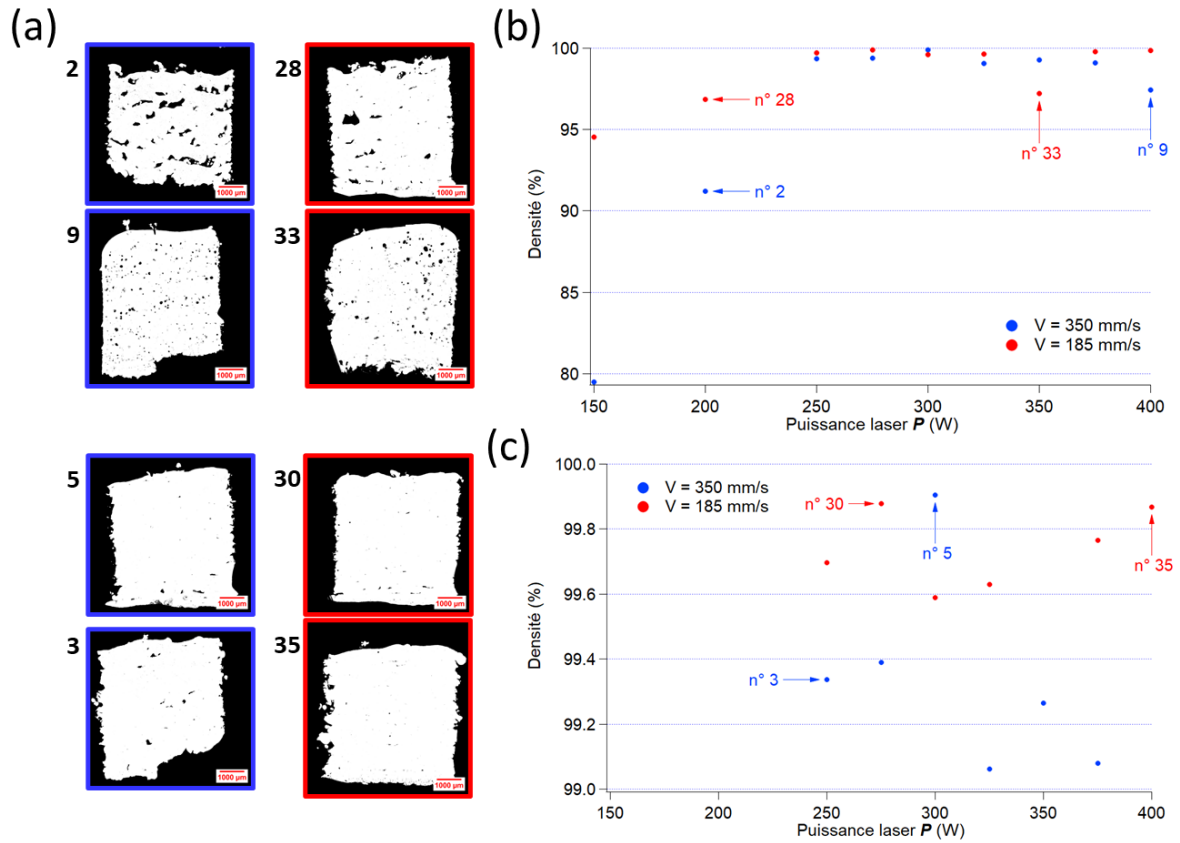 (a)
2
1000 µm
28
1000 µm
9
1000 µm
33
1000 µm
5
1000 µm
30
1000 µm
3
1000 µm
35
1000 µm
(b)
100
95
90
85
80
Densité (%)
n° 28
n° 2
n° 33
n° 9
V = 350 mm/s
V = 185 mm/s
150 200 250 300 350 400
Puissance laser P (W)
(c)
100.0
99.8
99.6
99.4
99.2
99.0
Densité (%)
V = 350 mm/s
V = 185 mm/s
n° 30
n° 5
n° 35
n° 3
150 200 250 300 350 400
Puissance laser P (W)